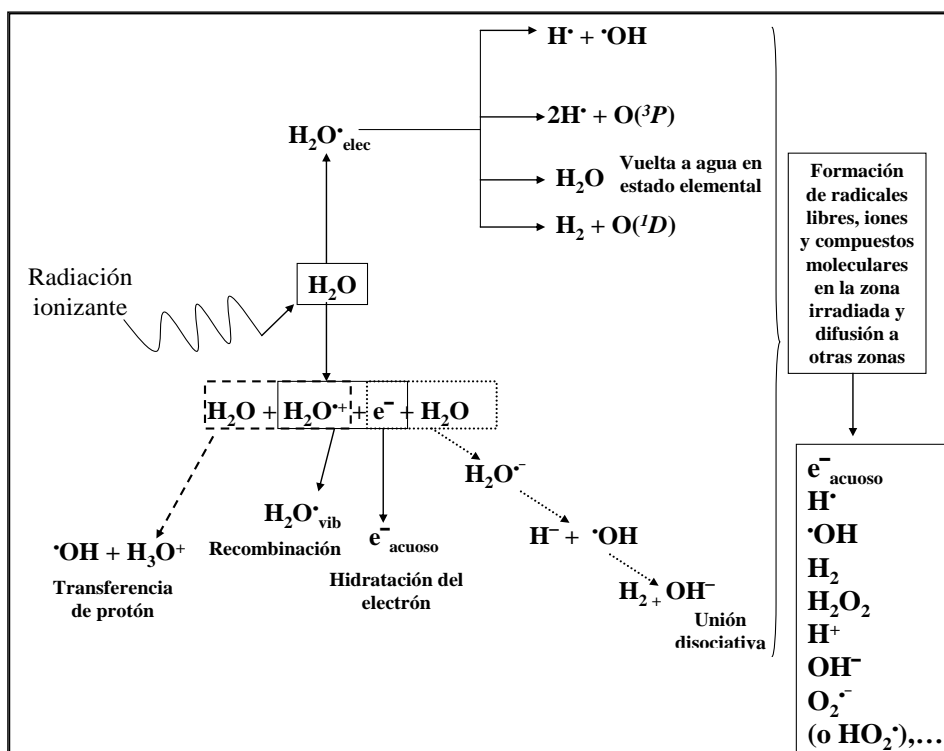 H• + •OH
2H• + O(³P)
H₂O•elec
H₂O Vuelta a agua en
estado elemental
H₂ + O(¹D)
Radiación
ionizante
H₂O
H₂O + H₂O•⁺ + e⁻ + H₂O
H₂O•⁻
H₂O•vib
Recombinación
e⁻acuoso
Hidratación del
electrón
•OH + H₃O⁺
Transferencia
de protón
H⁻ + •OH
H₂ + OH⁻
Unión
disociativa
Formación
de radicales
libres, iones
y compuestos
moleculares
en la zona
irradiada y
difusión a
otras zonas
e⁻acuoso
H•
•OH
H₂
H₂O₂
H⁺
OH⁻
O₂•⁻
(o HO₂•),…